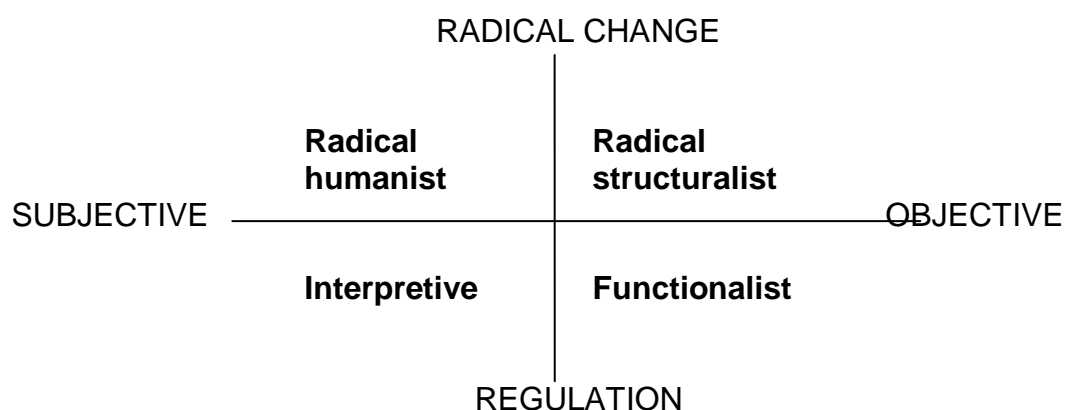 RADICAL CHANGE
Radical
humanist
Radical
structuralist
SUBJECTIVE
OBJECTIVE
Interpretive
Functionalist
REGULATION